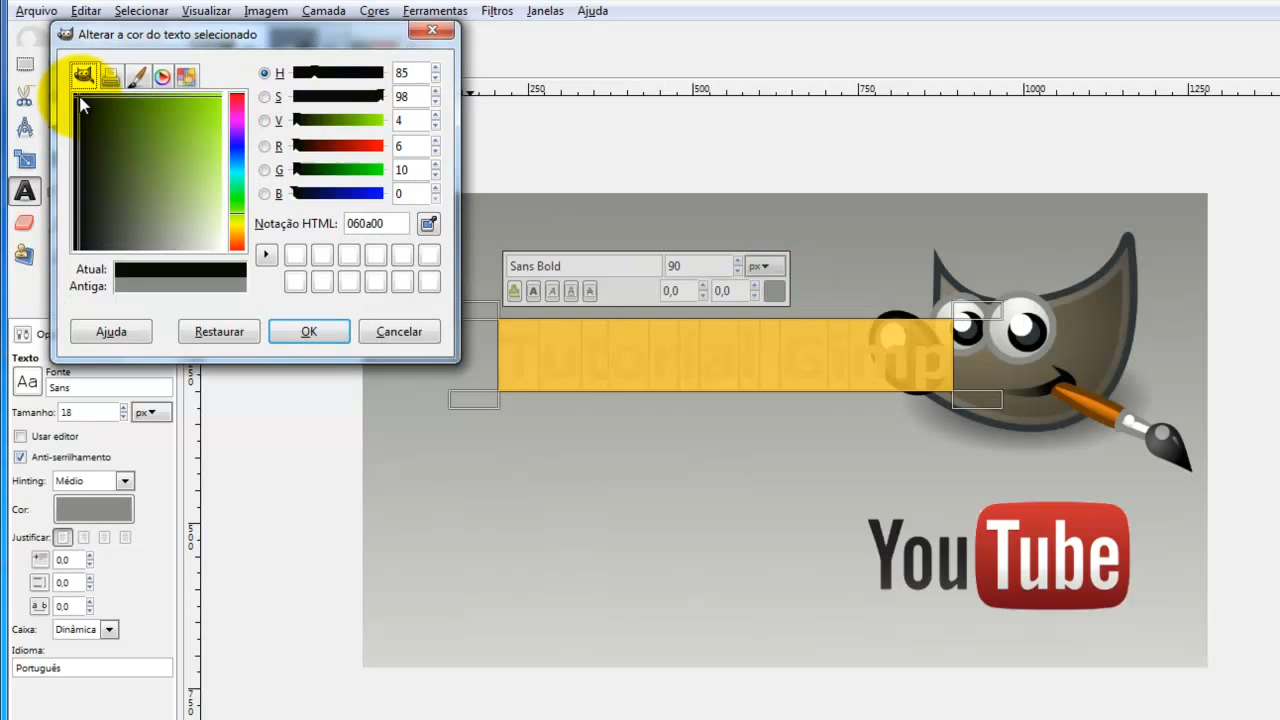 Arquivo Editar Selecionar Visualizar Imagem Camada Cores Ferramentas Filtros Janelas Ajuda
Alterar a cor do texto selecionado
H 85
S 98
V 4
R 6
G 10
B 0
Notação HTML: 060a00
Atual:
Antiga:
Ajuda Restaurar OK Cancelar
250 750 1000 1250
Sans Bold 90 px
0,0 0,0
Tutorial Gimp
Texto
Fonte
Aa Sans
Tamanho: 18 px
Usar editor
Anti-serrilhamento
Hinting: Médio
Cor:
Justificar:
0,0
0,0
0,0
Caixa: Dinâmica
Idioma:
Português
500
750
YouTube